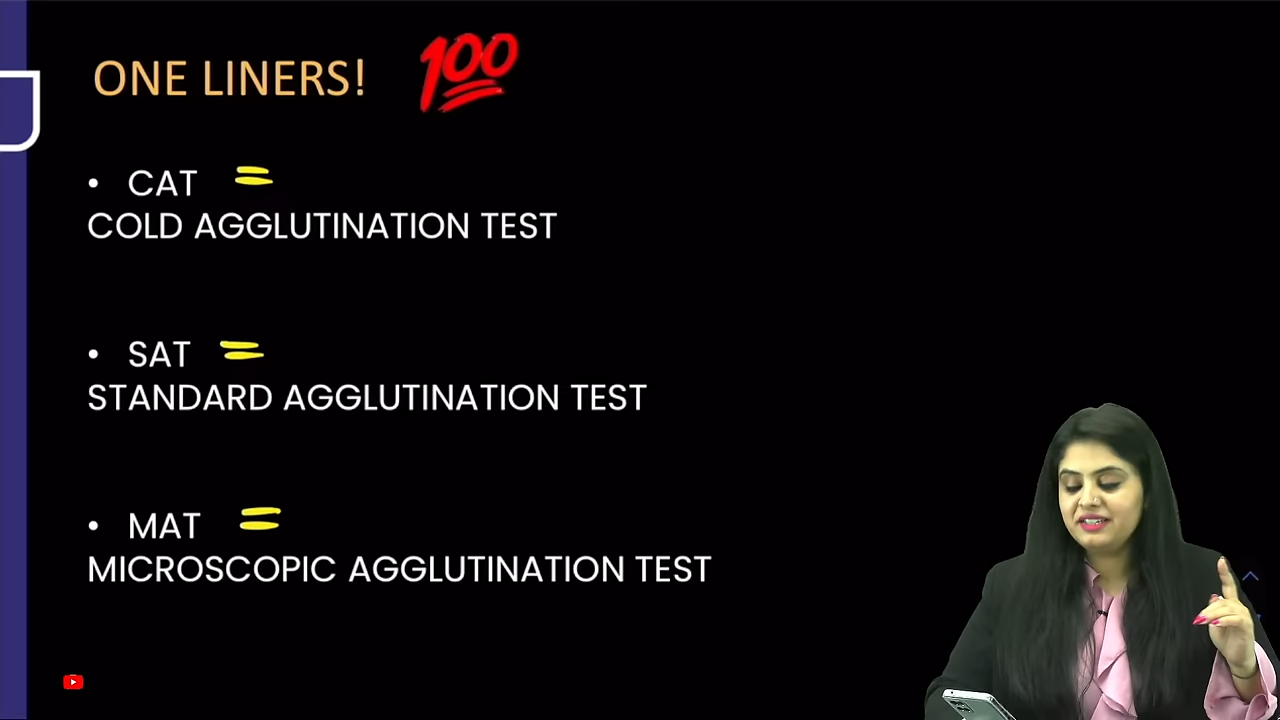 ONE LINERS! 💯
• CAT =
COLD AGGLUTINATION TEST
• SAT =
STANDARD AGGLUTINATION TEST
• MAT =
MICROSCOPIC AGGLUTINATION TEST